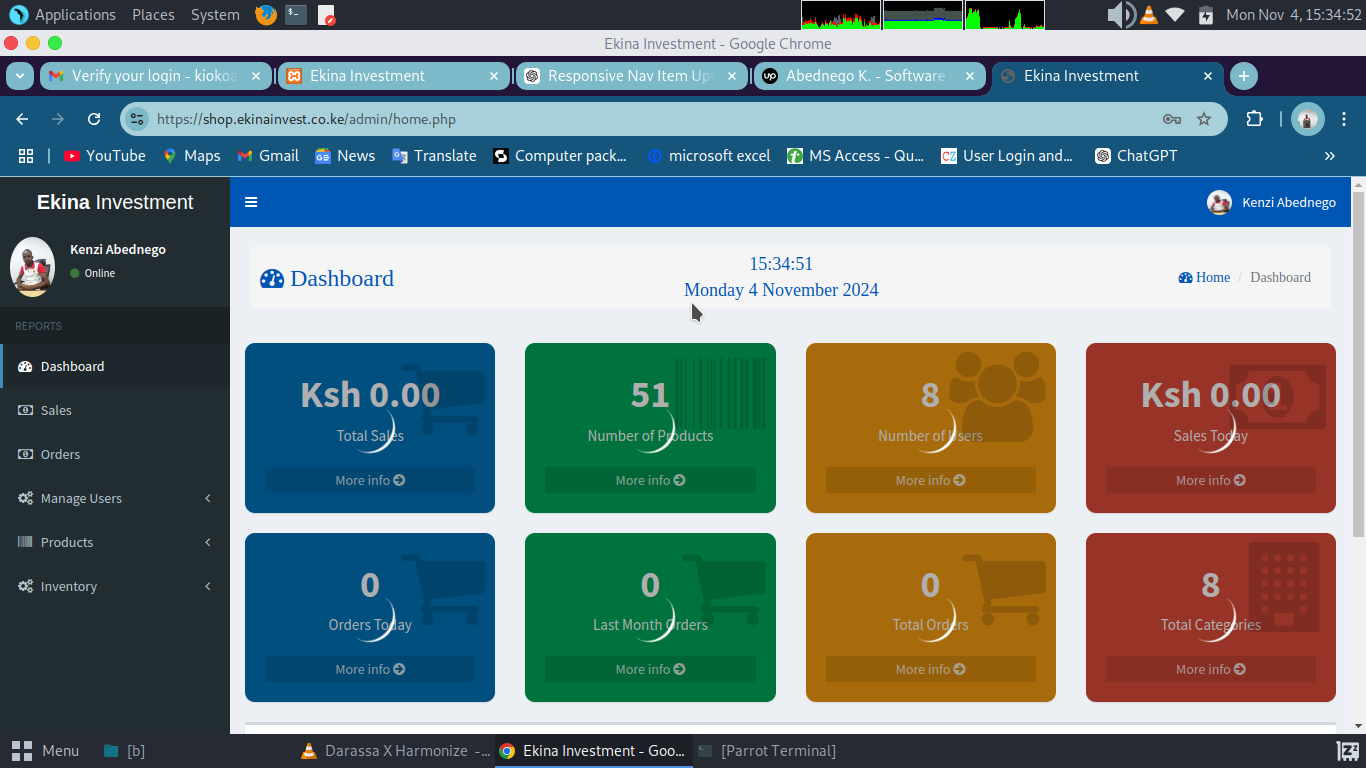 Applications Places System Mon Nov 4, 15:34:52
Ekina Investment - Google Chrome
Verify your login - kiokoa
Ekina Investment
Responsive Nav Item Up
Abednego K. - Software
Ekina Investment
https://shop.ekinainvest.co.ke/admin/home.php
YouTube Maps Gmail News Translate Computer pack... microsoft excel MS Access - Qu... User Login and... ChatGPT
Ekina Investment
Kenzi Abednego
Kenzi Abednego
Online
REPORTS
Dashboard
Sales
Orders
Manage Users
Products
Inventory
Dashboard
15:34:51
Monday 4 November 2024
Home / Dashboard
Ksh 0.00
Total Sales
More info
51
Number of Products
More info
8
Number of Users
More info
Ksh 0.00
Sales Today
More info
0
Orders Today
More info
0
Last Month Orders
More info
0
Total Orders
More info
8
Total Categories
More info
Menu [b] Darassa X Harmonize -... Ekina Investment - Goo... [Parrot Terminal]